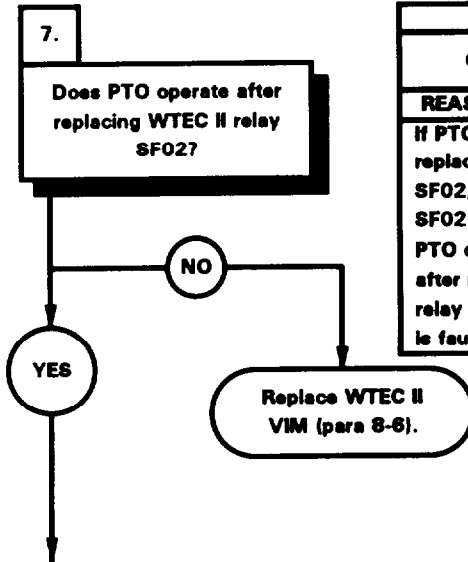 7.
Does PTO operate after
replacing WTEC II relay
SF02?
NO
YES
Replace WTEC II
VIM (para 8-6).
REAS
If PTO
replac
SF02,
SF02
PTO
after
relay
is fau